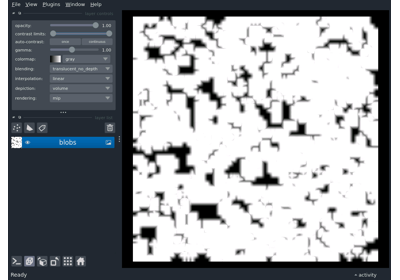 File View Plugins Window Help
opacity: 1.00
contrast limits:
auto-contrast: once continuous
gamma: 1.00
colormap: gray
blending: translucent_no_depth
interpolation: linear
depiction: volume
rendering: mip
blobs
Ready
activity